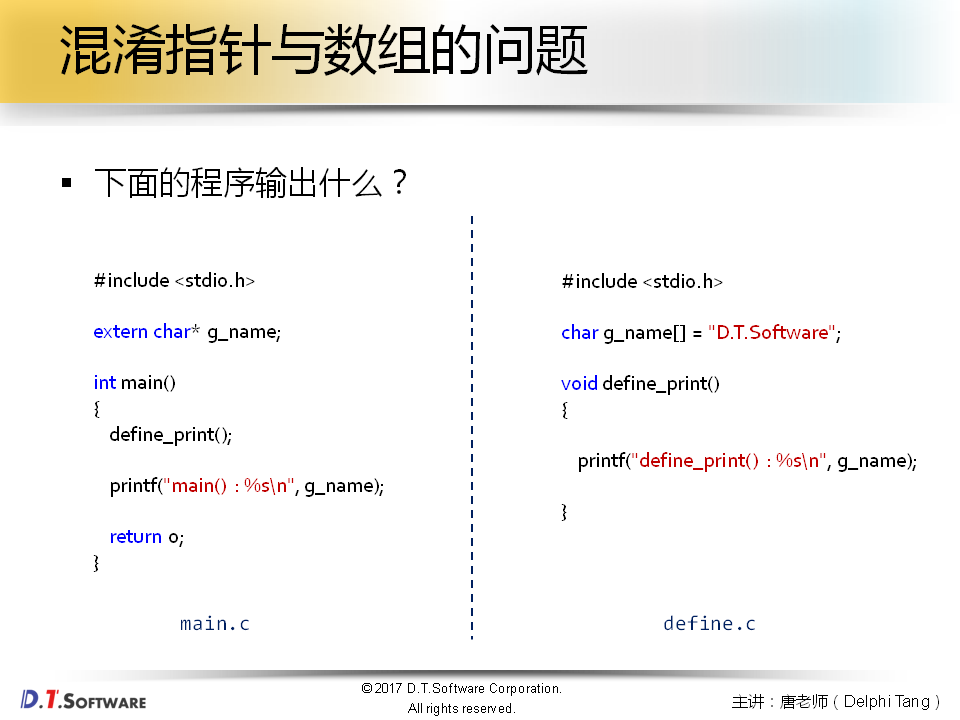 混淆指针与数组的问题
▪ 下面的程序输出什么？
#include <stdio.h>
extern char* g_name;
int main()
{
define_print();
printf("main() : %s\n", g_name);
return 0;
}
main.c
#include <stdio.h>
char g_name[] = "D.T.Software";
void define_print()
{
printf("define_print() : %s\n", g_name);
}
define.c
D.T.SOFTWARE
©2017 D.T.Software Corporation.
All rights reserved.
主讲：唐老师（Delphi Tang）